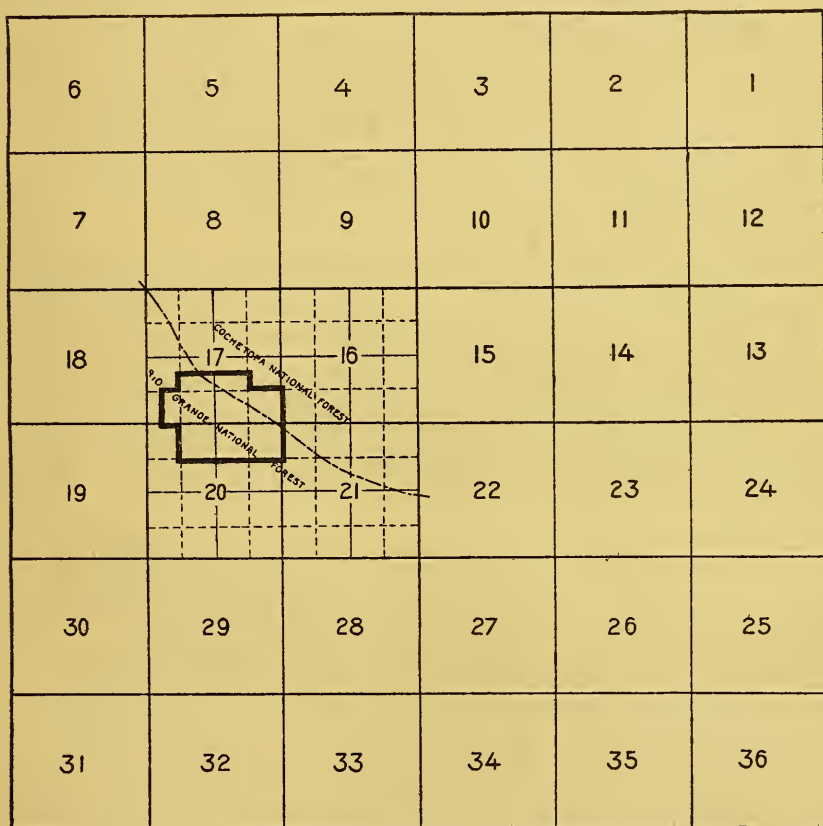 6 5 4 3 2 1
7 8 9 10 11 12
18 17 16 15 14 13
COCHETOPA NATIONAL FOREST
RIO GRANDE NATIONAL FOREST
19 20 21 22 23 24
30 29 28 27 26 25
31 32 33 34 35 36